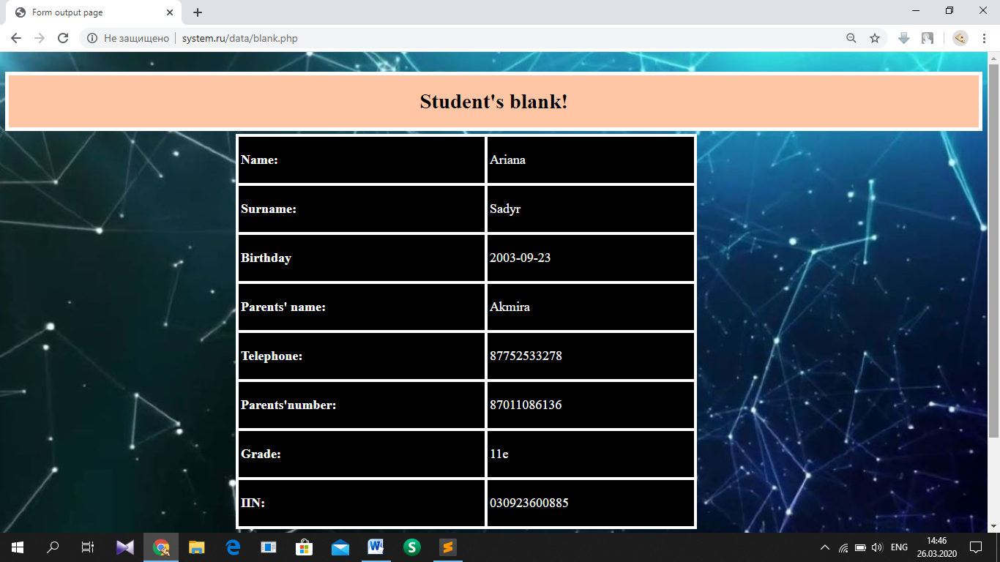 Form output page
Не защищено system.ru/data/blank.php
Student's blank!
Name: Ariana
Surname: Sadyr
Birthday 2003-09-23
Parents' name: Akmira
Telephone: 87752533278
Parents'number: 87011086136
Grade: 11e
IIN: 030923600885
ENG
14:46
26.03.2020